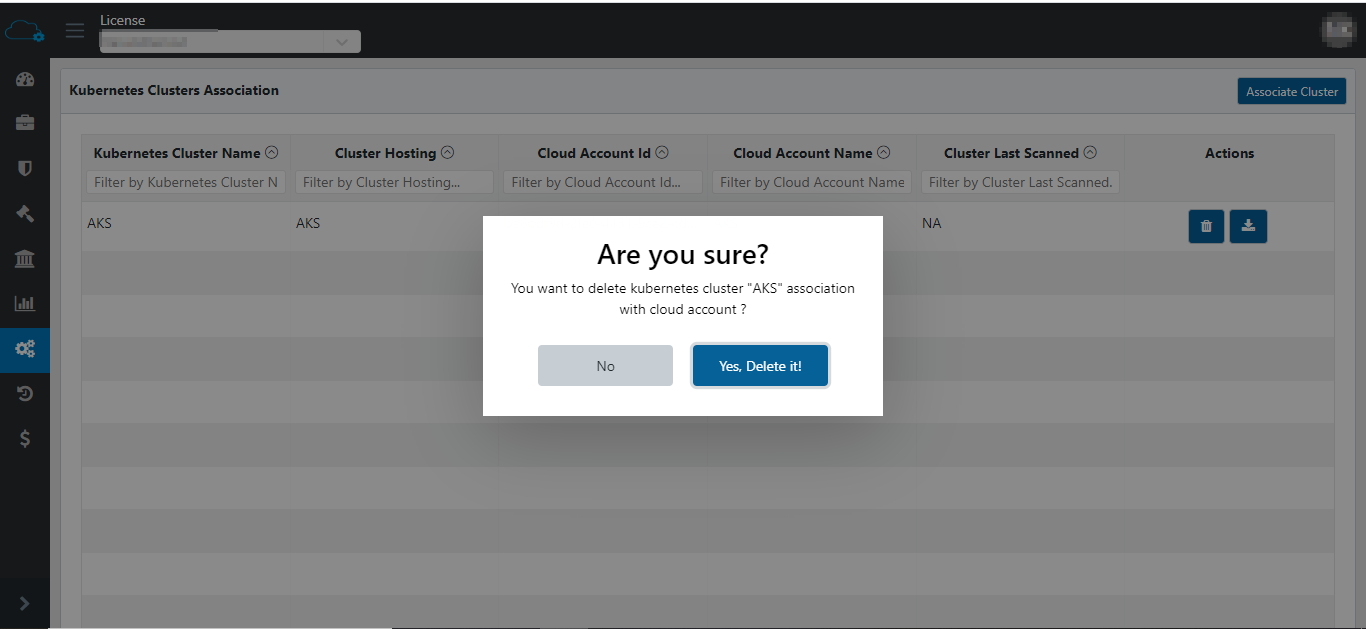 License
Kubernetes Clusters Association
Associate Cluster
Kubernetes Cluster Name
Cluster Hosting
Cloud Account Id
Cloud Account Name
Cluster Last Scanned
Actions
Filter by Kubernetes Cluster N
Filter by Cluster Hosting...
Filter by Cloud Account Id...
Filter by Cloud Account Name
Filter by Cluster Last Scanned.
AKS
AKS
NA
Are you sure?
You want to delete kubernetes cluster "AKS" association
with cloud account ?
No
Yes, Delete it!